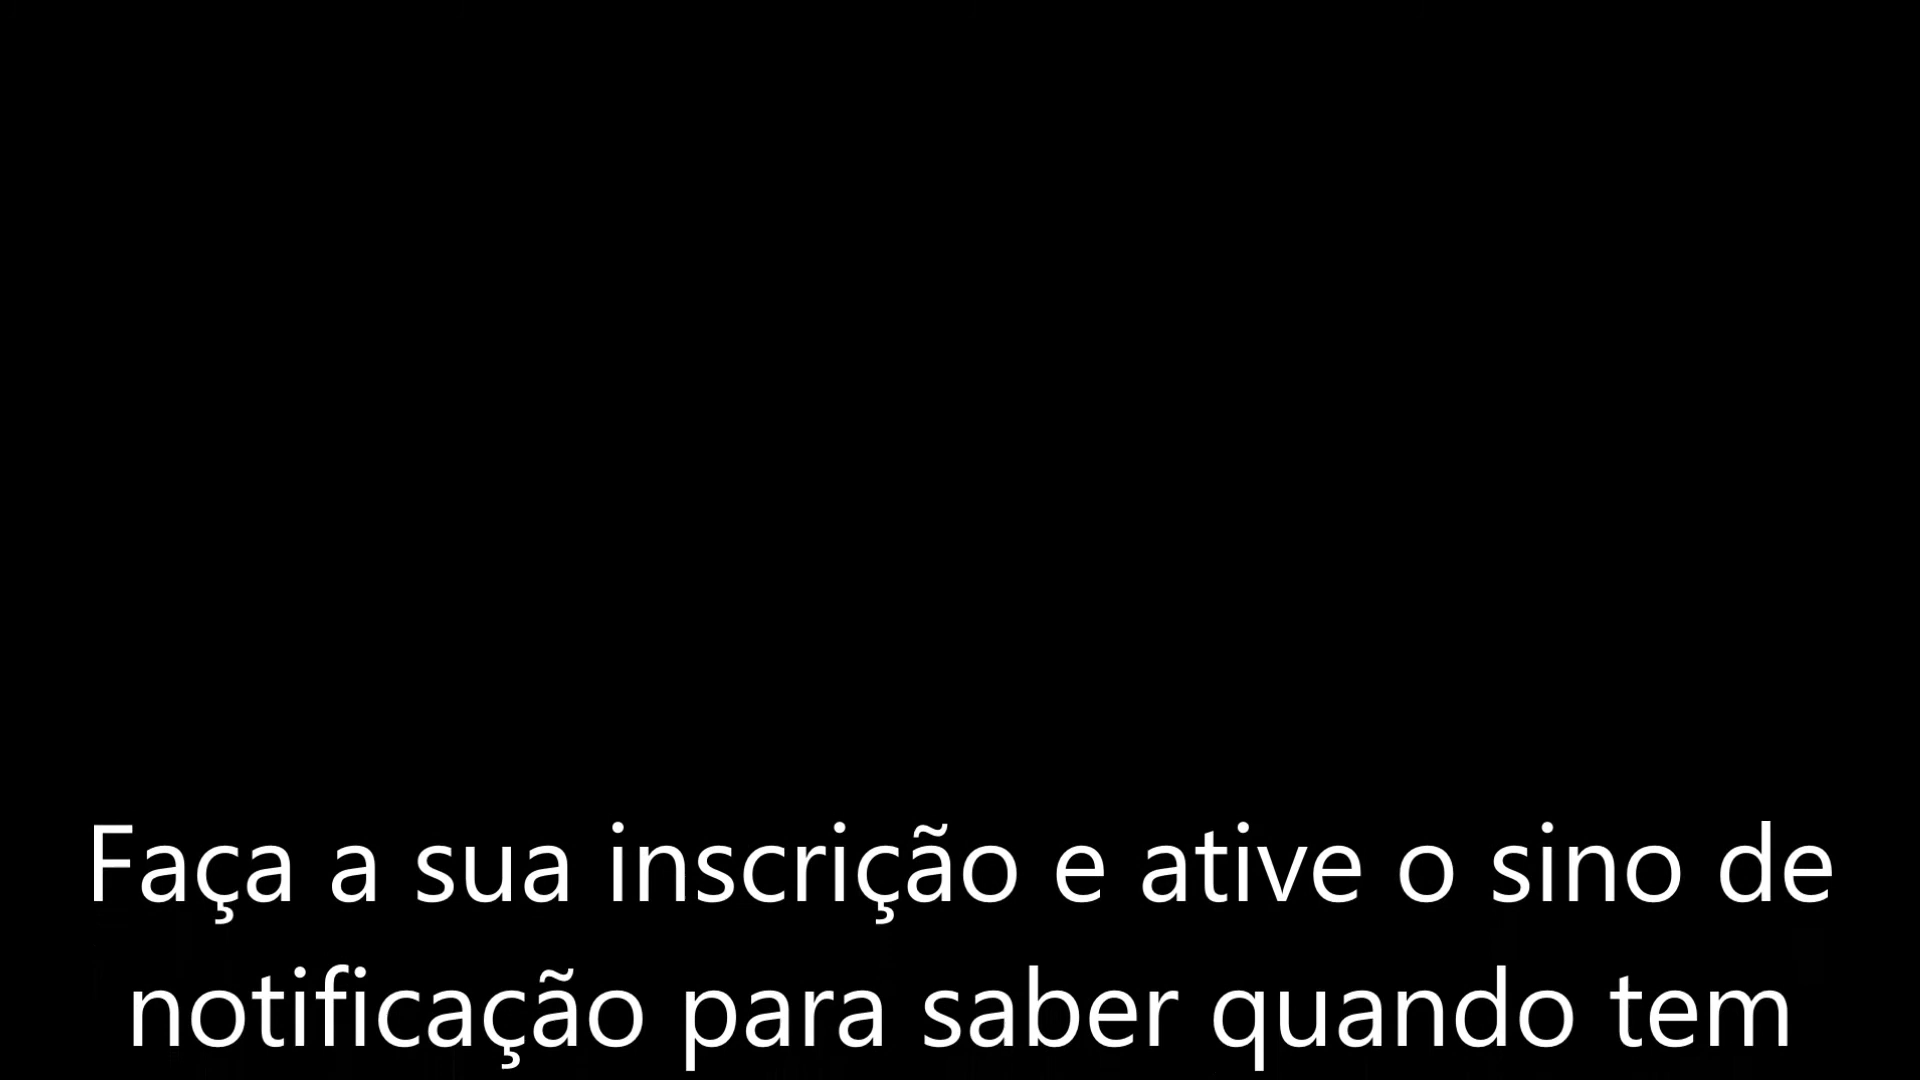 Faça a sua inscrição e ative o sino de
notificação para saber quando tem